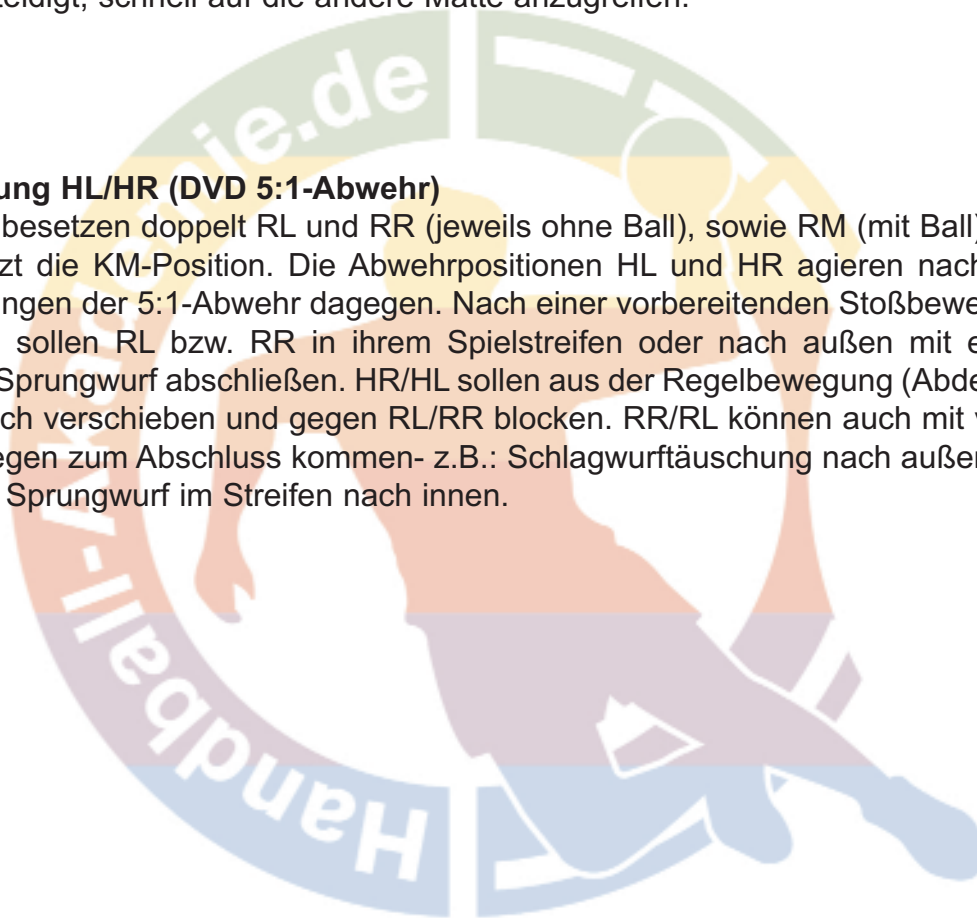 eidigt, schnell auf die andere Matte anzugreifen.
ung HL/HR (DVD 5:1-Abwehr)
besetzen doppelt RL und RR (jeweils ohne Ball), sowie RM (mit Ball)
zt die KM-Position. Die Abwehrpositionen HL und HR agieren nach
ngen der 5:1-Abwehr dagegen. Nach einer vorbereitenden Stoßbewe
sollen RL bzw. RR in ihrem Spielstreifen oder nach außen mit e
Sprungwurf abschließen. HR/HL sollen aus der Regelbewegung (Abde
ch verschieben und gegen RL/RR blocken. RR/RL können auch mit v
egen zum Abschluss kommen- z.B.: Schlagwurftäuschung nach außer
Sprungwurf im Streifen nach innen.
Handball-Akademie.de